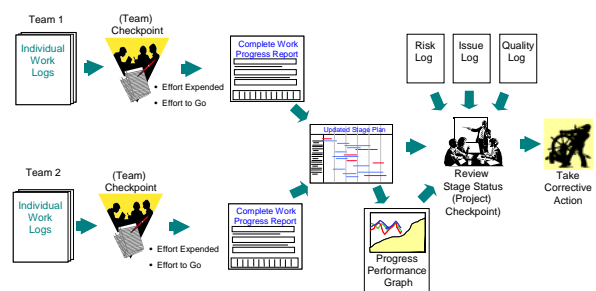 Team 1
Individual
Work
Logs
(Team)
Checkpoint
• Effort Expended
• Effort to Go
Complete Work
Progress Report
Updated Stage Plan
Risk
Log
Issue
Log
Quality
Log
Review
Stage Status
(Project)
Checkpoint)
Take
Corrective
Action
Team 2
Individual
Work
Logs
(Team)
Checkpoint
• Effort Expended
• Effort to Go
Complete Work
Progress Report
Progress
Performance
Graph